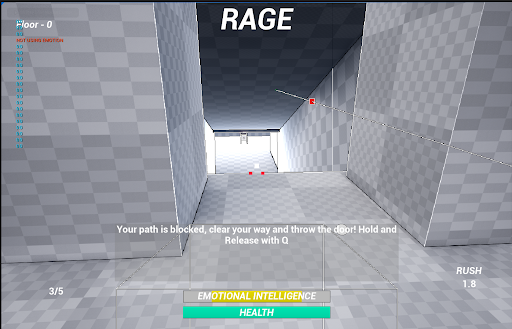 RAGE
Floor - 0
Your path is blocked, clear your way and throw the door! Hold and
Release with Q
3/5
RUSH
1.8
EMOTIONAL INTELLIGENCE
HEALTH